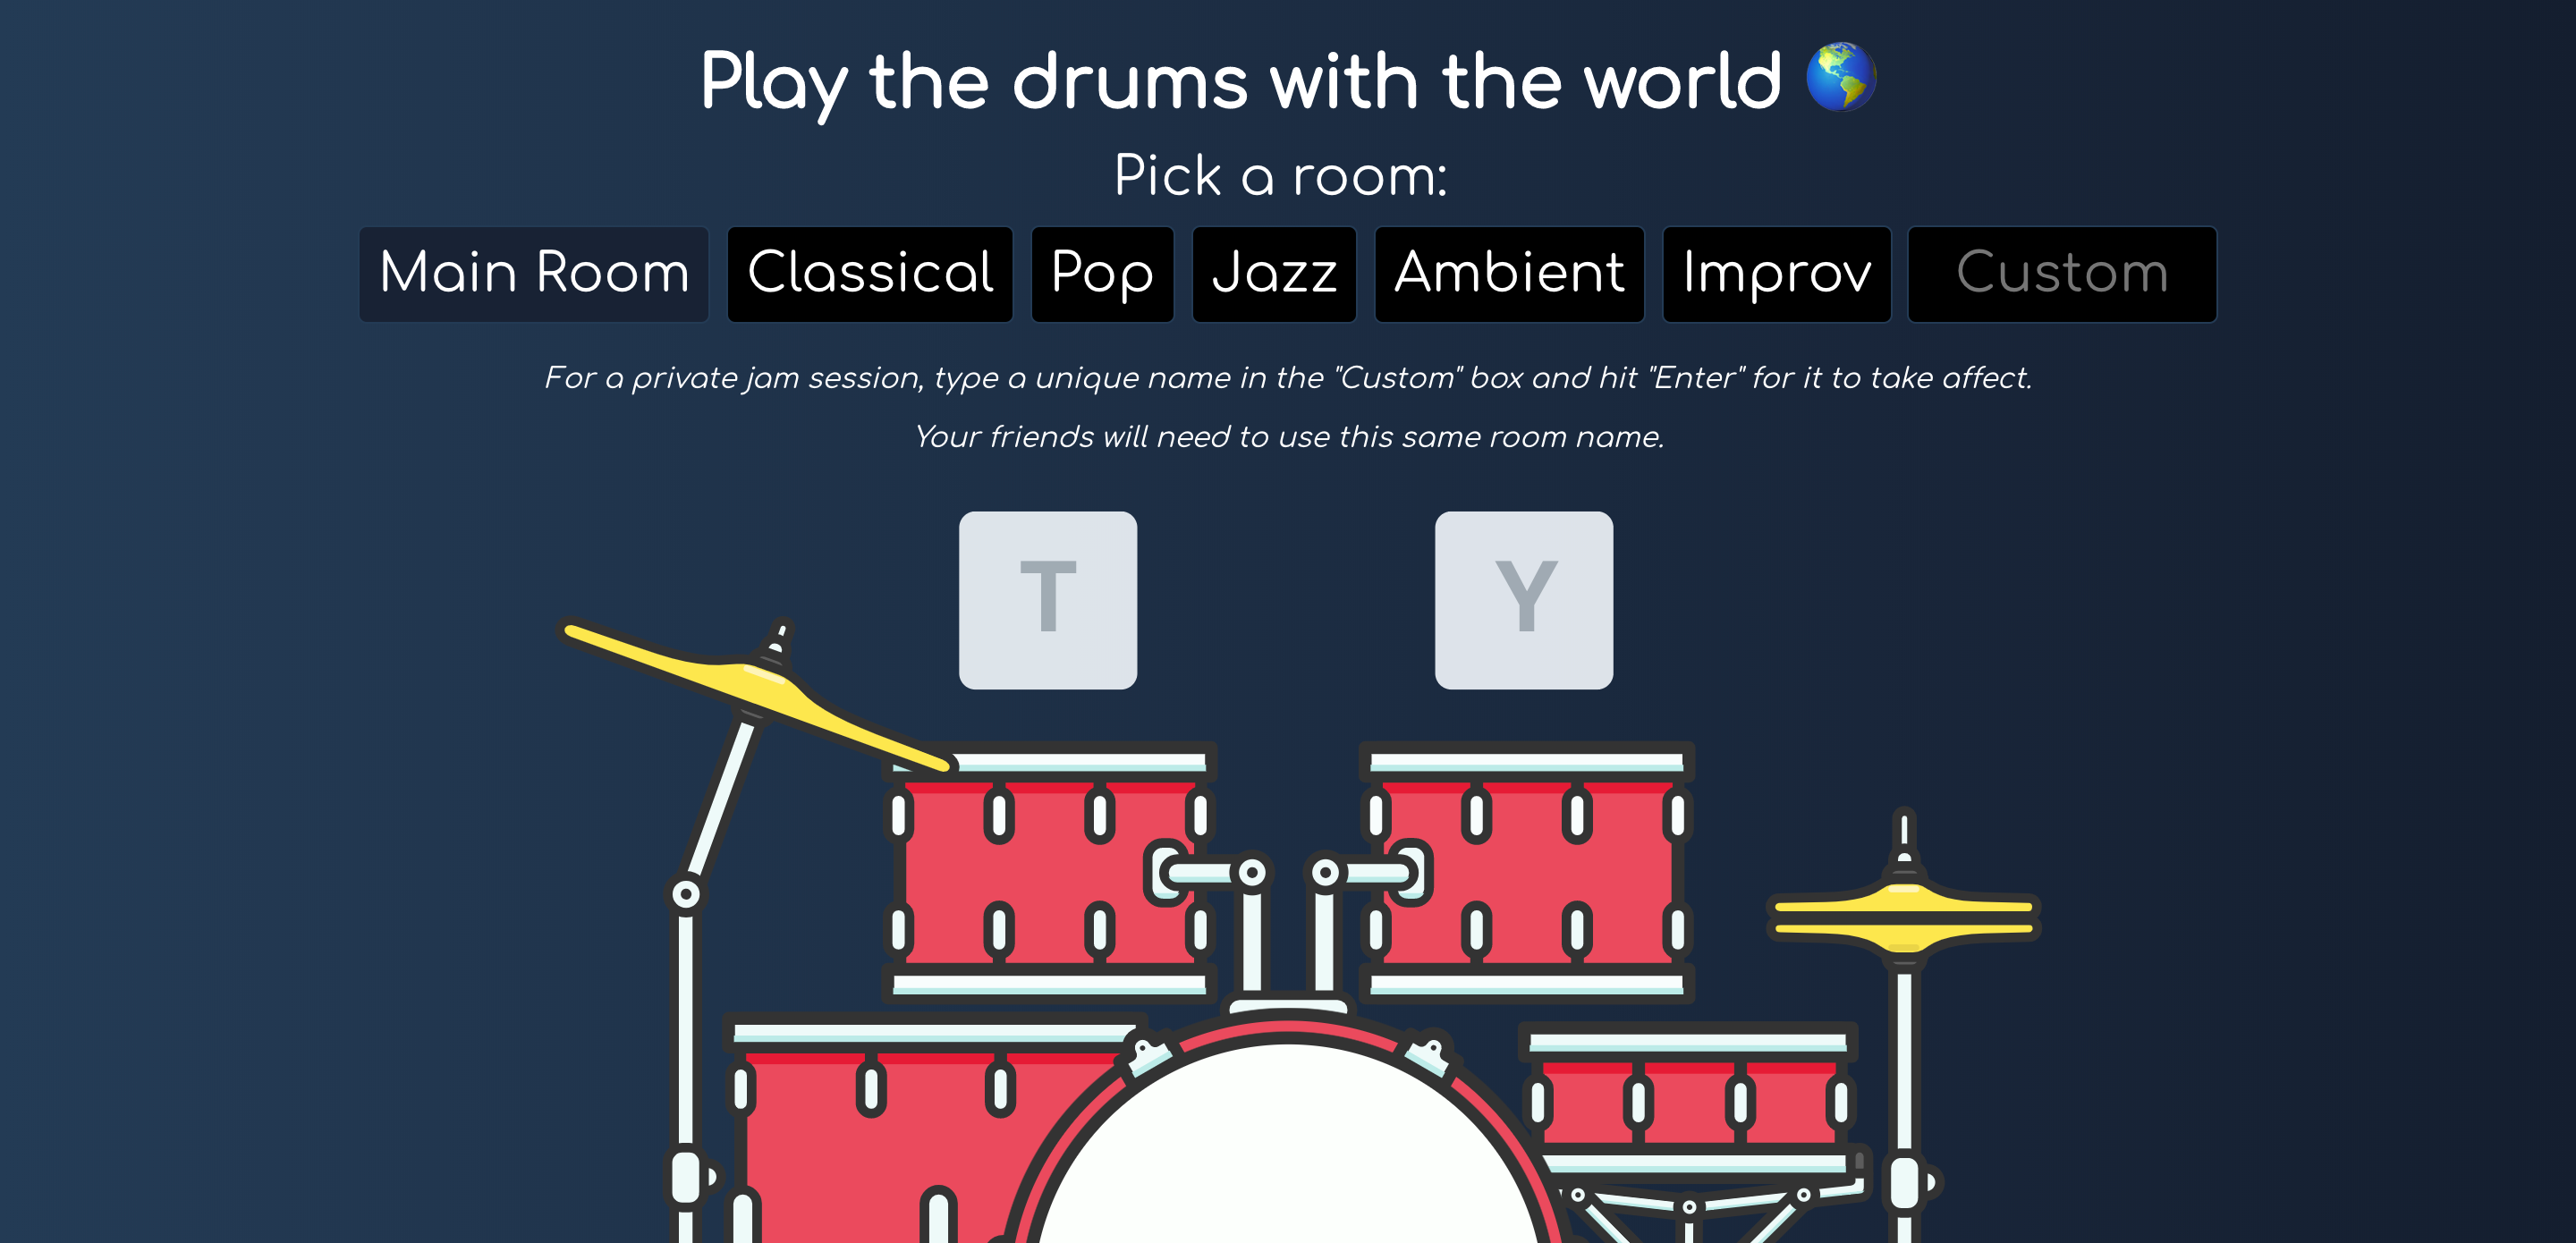 Play the drums with the world 🌎
Pick a room:
Main Room Classical Pop Jazz Ambient Improv Custom
For a private jam session, type a unique name in the "Custom" box and hit "Enter" for it to take affect.
Your friends will need to use this same room name.
T Y